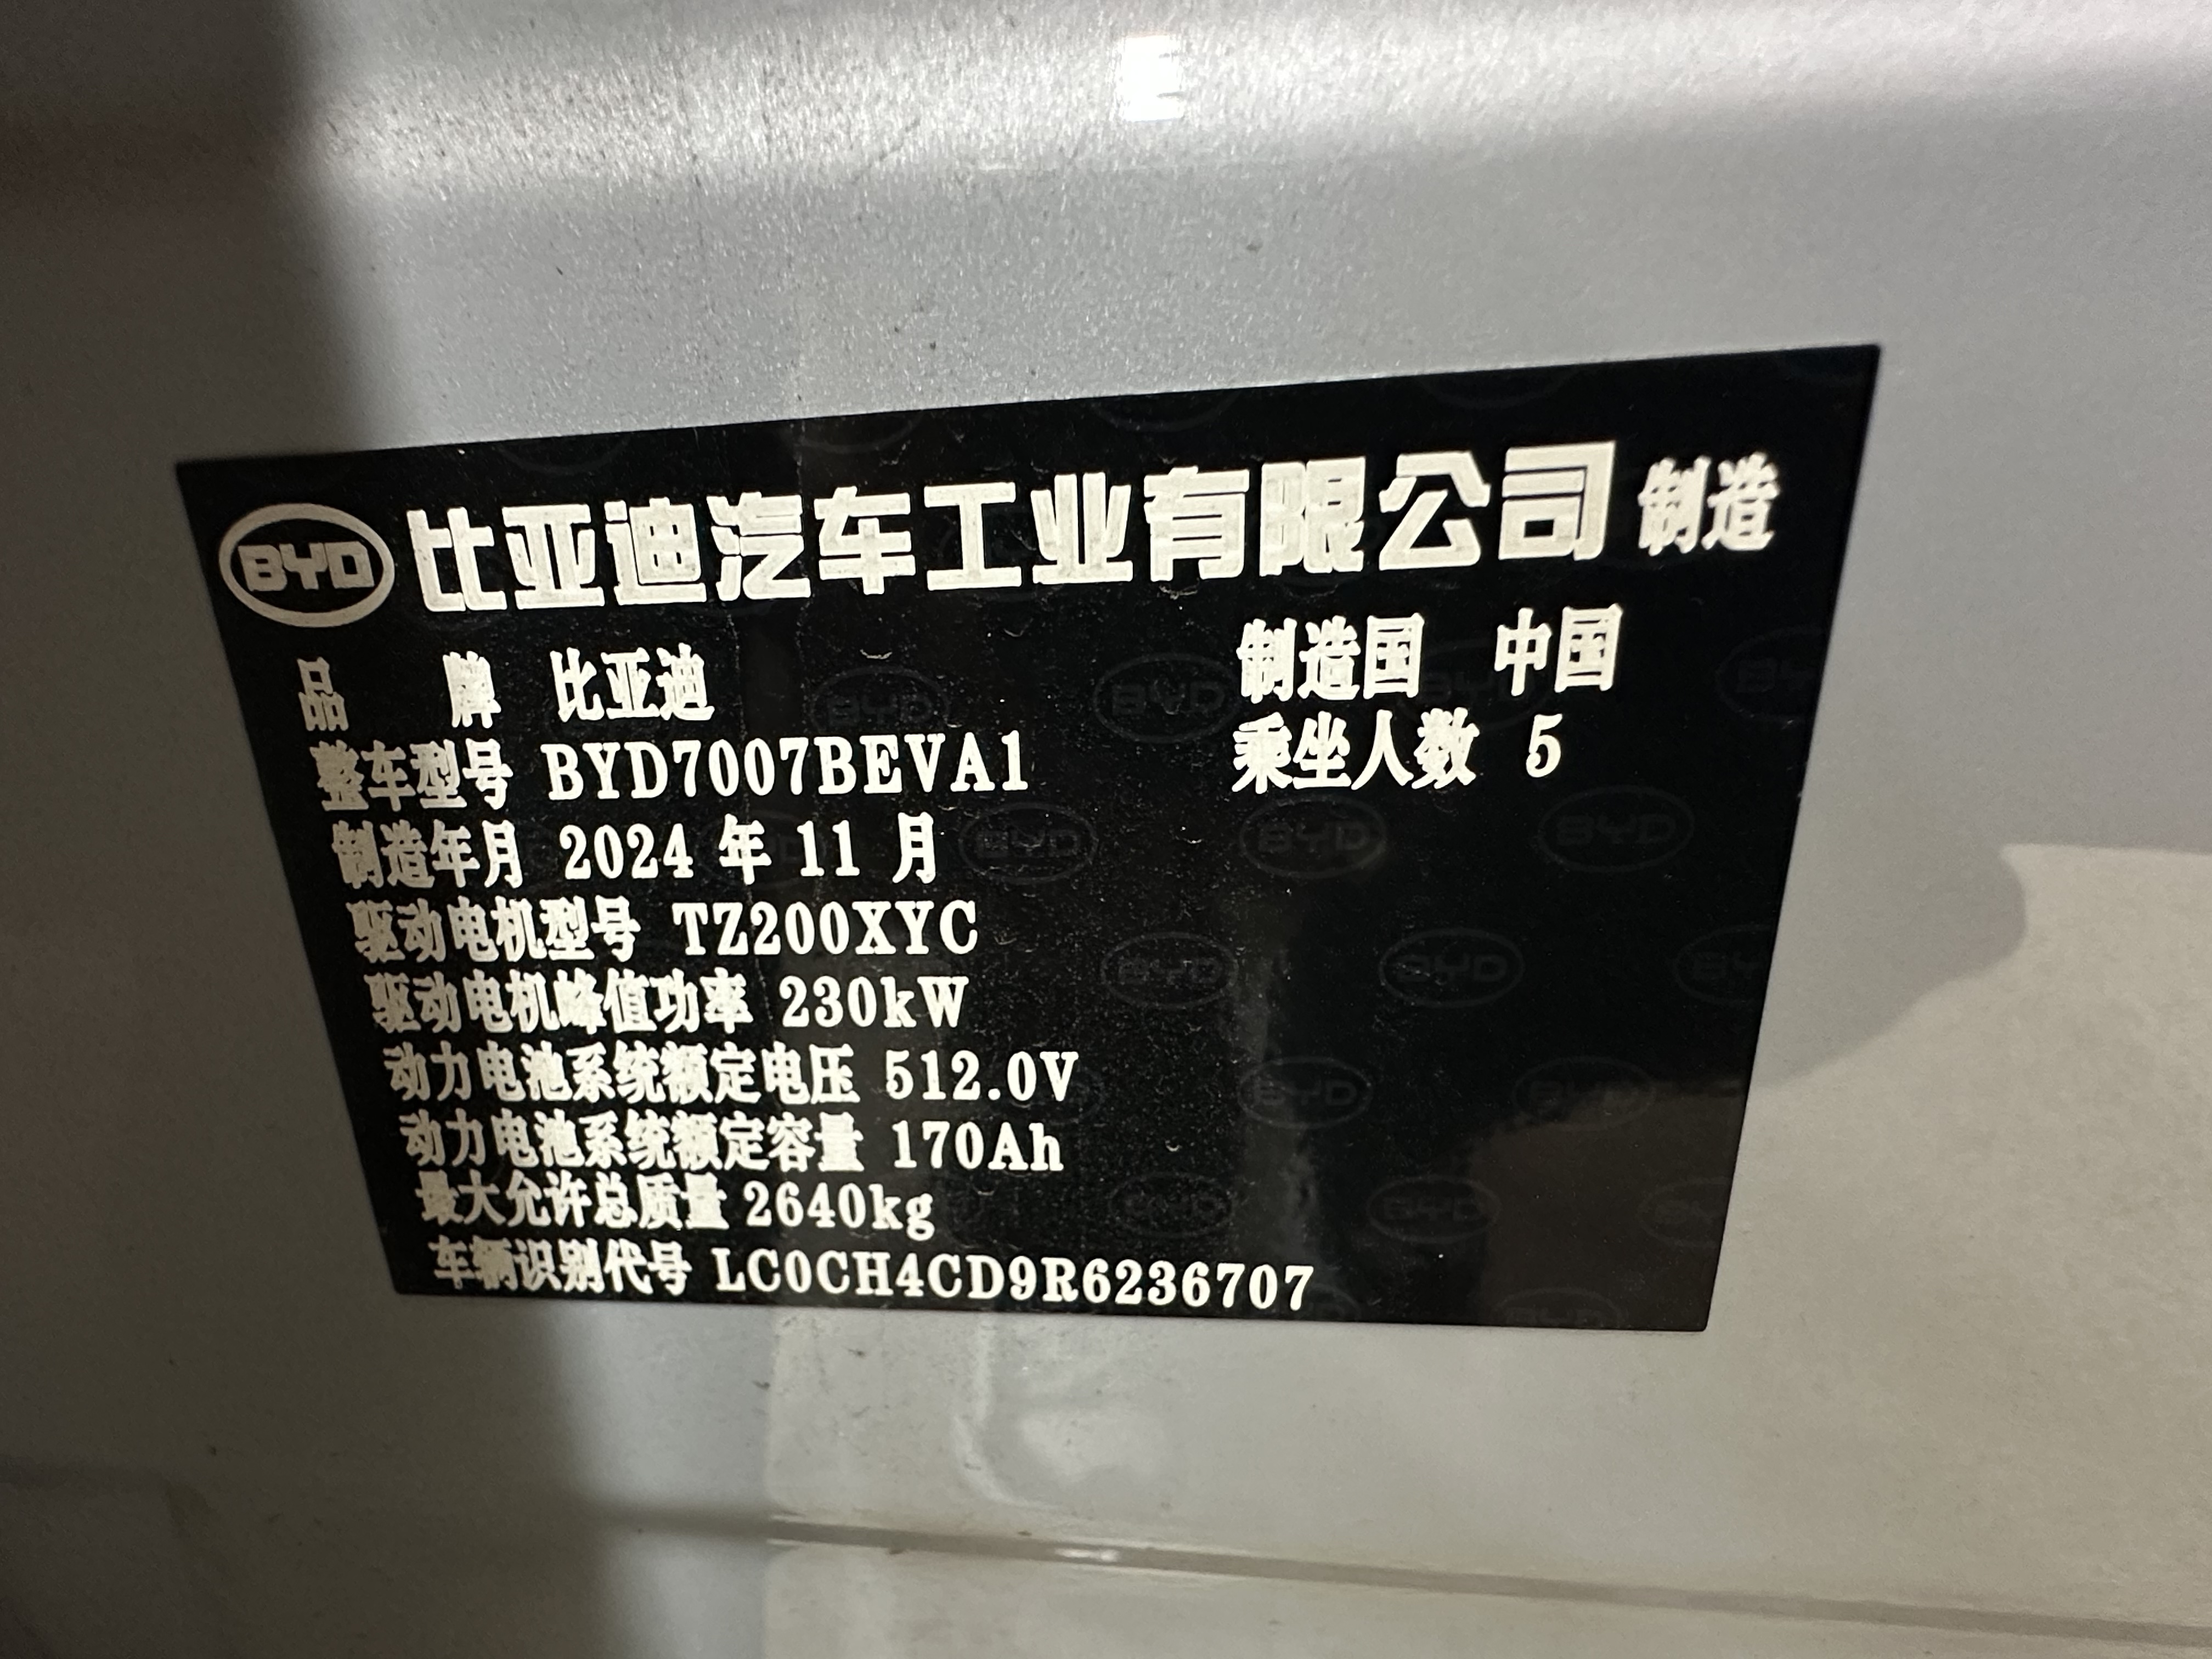 BYD 比亚迪汽车工业有限公司 制造
品 牌 比亚迪 制造国 中国
整车型号 BYD7007BEVA1 乘坐人数 5
制造年月 2024 年 11 月
驱动电机型号 TZ200XYC
驱动电机峰值功率 230kW
动力电池系统额定电压 512.0V
动力电池系统额定容量 170Ah
最大允许总质量 2640kg
车辆识别代号 LC0CH4CD9R6236707